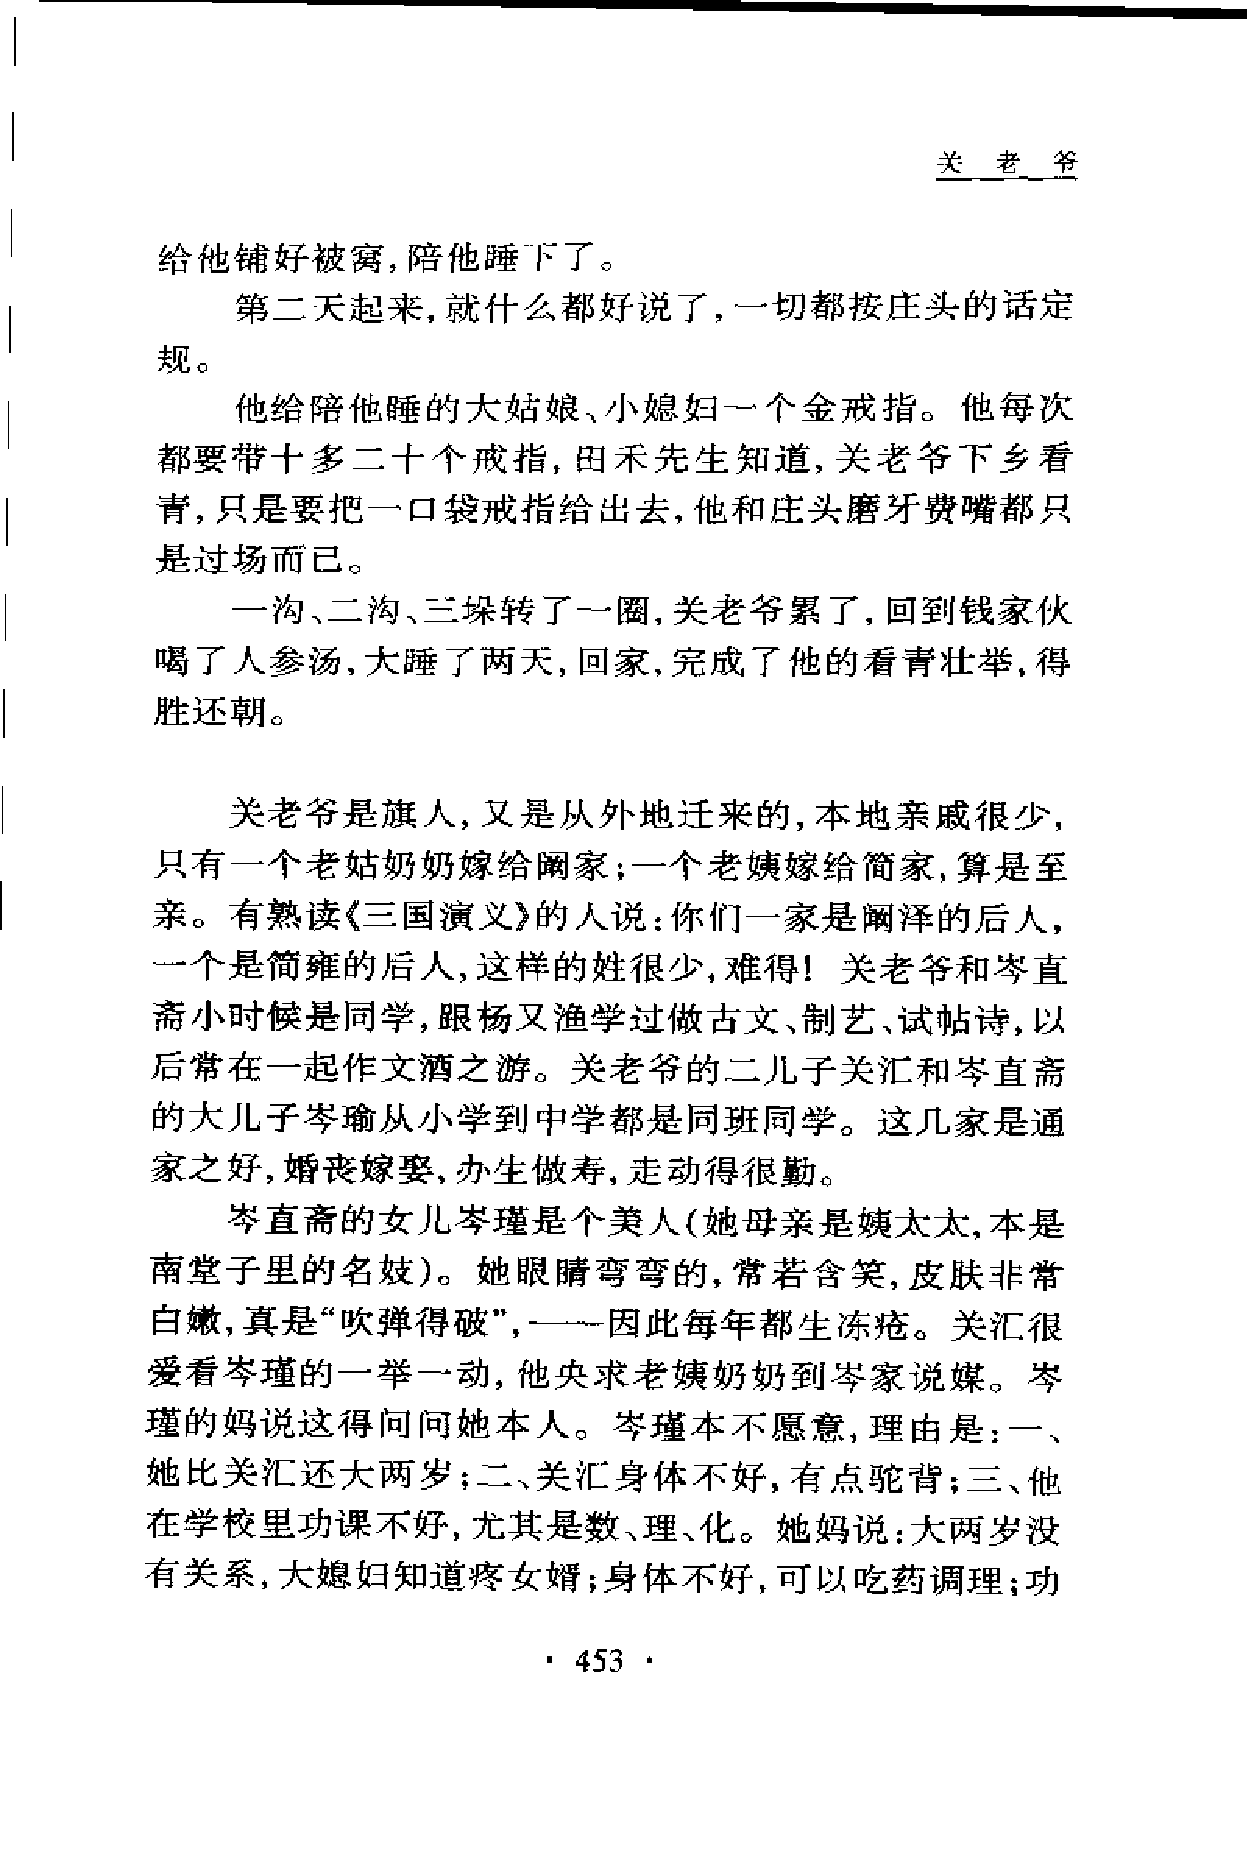 关老爷
给他铺好被窝,陪他睡下了。
第二天起来,就什么都好说了,一切都按庄头的话定
规。
他给陪他睡的大姑娘、小媳妇一个金戒指。他每次
都要带十多二十个戒指,田禾先生知道,关老爷下乡看
青,只是要把一口袋戒指给出去,他和庄头磨牙费嘴都只
是过场而已。
一沟、二沟、三垛转了一圈,关老爷累了,回到钱家伙
喝了人参汤,大睡了两天,回家,完成了他的看青壮举,得
胜还朝。
关老爷是旗人,又是从外地迁来的,本地亲戚很少,
只有一个老姑奶奶嫁给阚家;一个老姨嫁给简家,算是至
亲。有熟读《三国演义》的人说:你们一家是阚泽的后人,
一个是简雍的后人,这样的姓很少,难得!关老爷和岑直
斋小时候是同学,跟杨又渔学过做古文、制艺、试帖诗,以
后常在一起作文酒之游。关老爷的二儿子关汇和岑直斋
的大儿子岑瑜从小学到中学都是同班同学。这几家是通
家之好,婚丧嫁娶、办生做寿,走动得很勤。
岑直斋的女儿岑瑾是个美人(她母亲是姨太太,本是
南堂子里的名妓)。她眼睛弯弯的,常若含笑,皮肤非常
白嫩,真是“吹弹得破”,——因此每年都生冻疮。关汇很
爱看岑瑾的一举一动,他央求老姨奶奶到岑家说媒。岑
瑾的妈说这得问问她本人。岑瑾本不愿意,理由是:一、
她比关汇还大两岁;二、关汇身体不好,有点驼背;三、他
在学校里功课不好,尤其是数、理、化。她妈说:大两岁没
有关系,大媳妇知道疼女婿;身体不好,可以吃药调理;功
· 453 ·